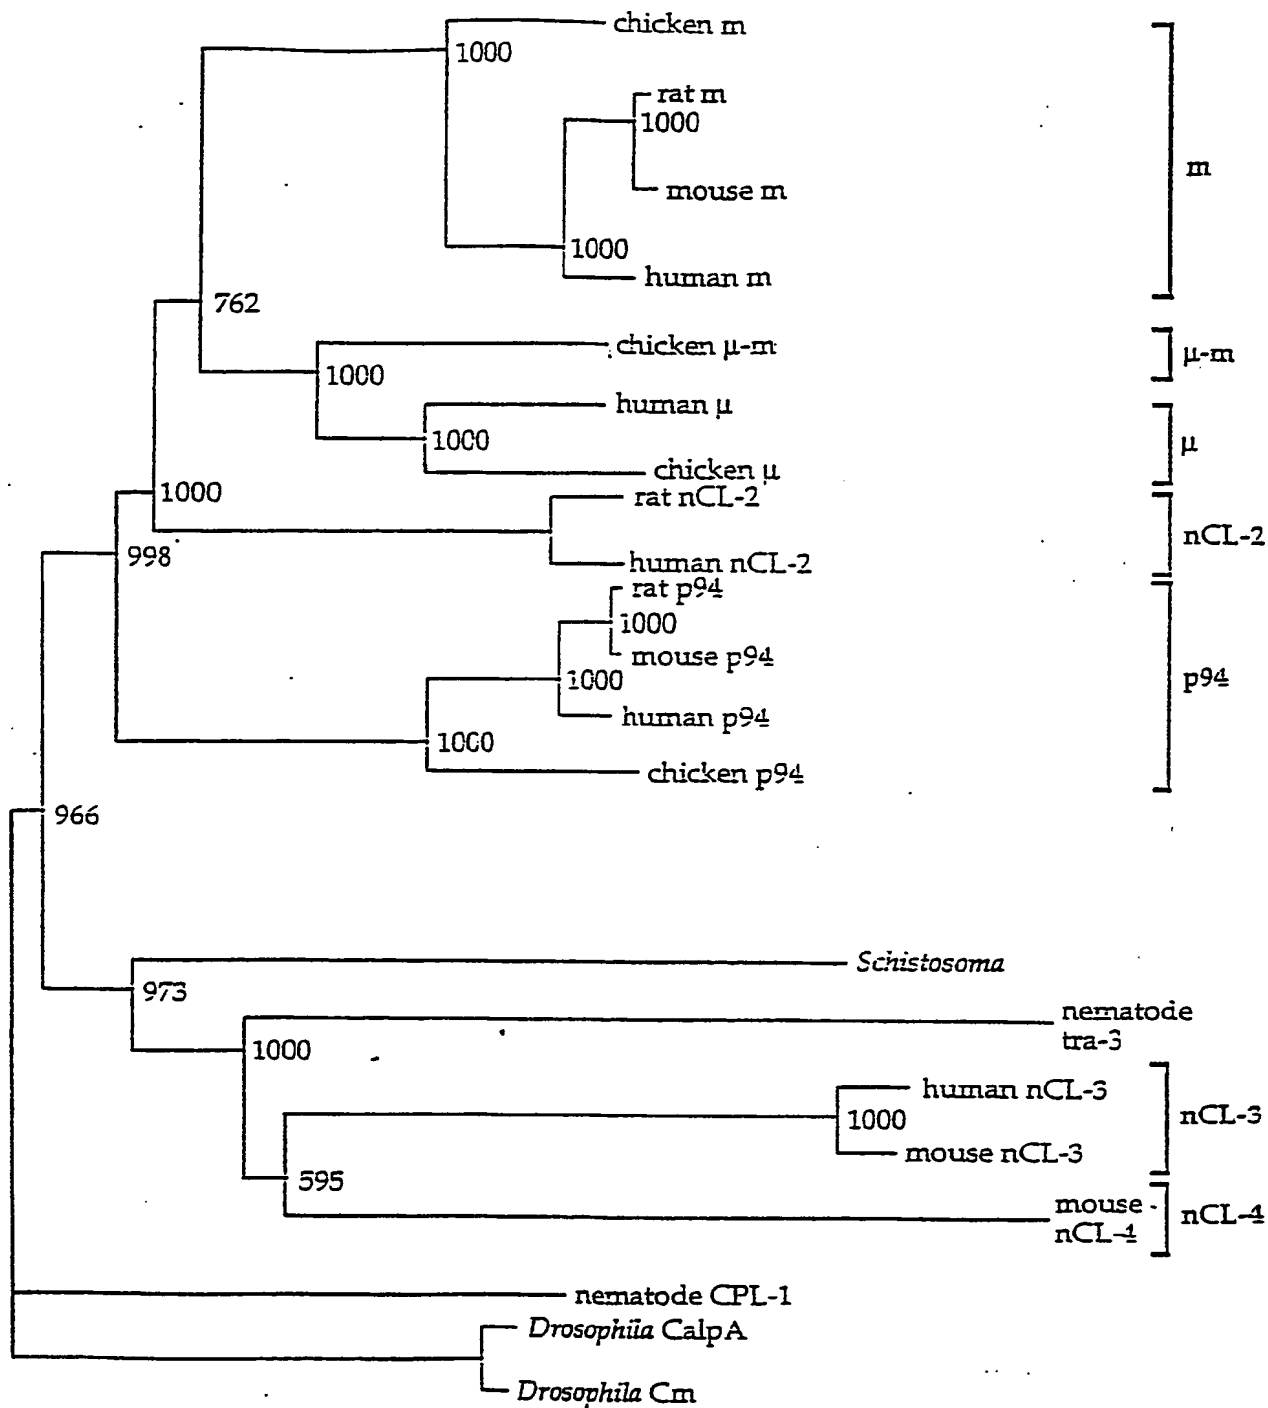 chicken m
1000
rat m
1000
mouse m
m
1000
human m
762
chicken μ-m
μ-m
1000
human μ
1000
μ
chicken μ
1000
rat nCL-2
nCL-2
998
human nCL-2
rat p94
1000
mouse p94
1000
p94
human p94
1000
chicken p94
966
Schistosoma
973
nematode
tra-3
1000
human nCL-3
1000
nCL-3
mouse nCL-3
595
mouse
nCL-4
nCL-4
nematode CPL-1
Drosophila CalpA
Drosophila Cm